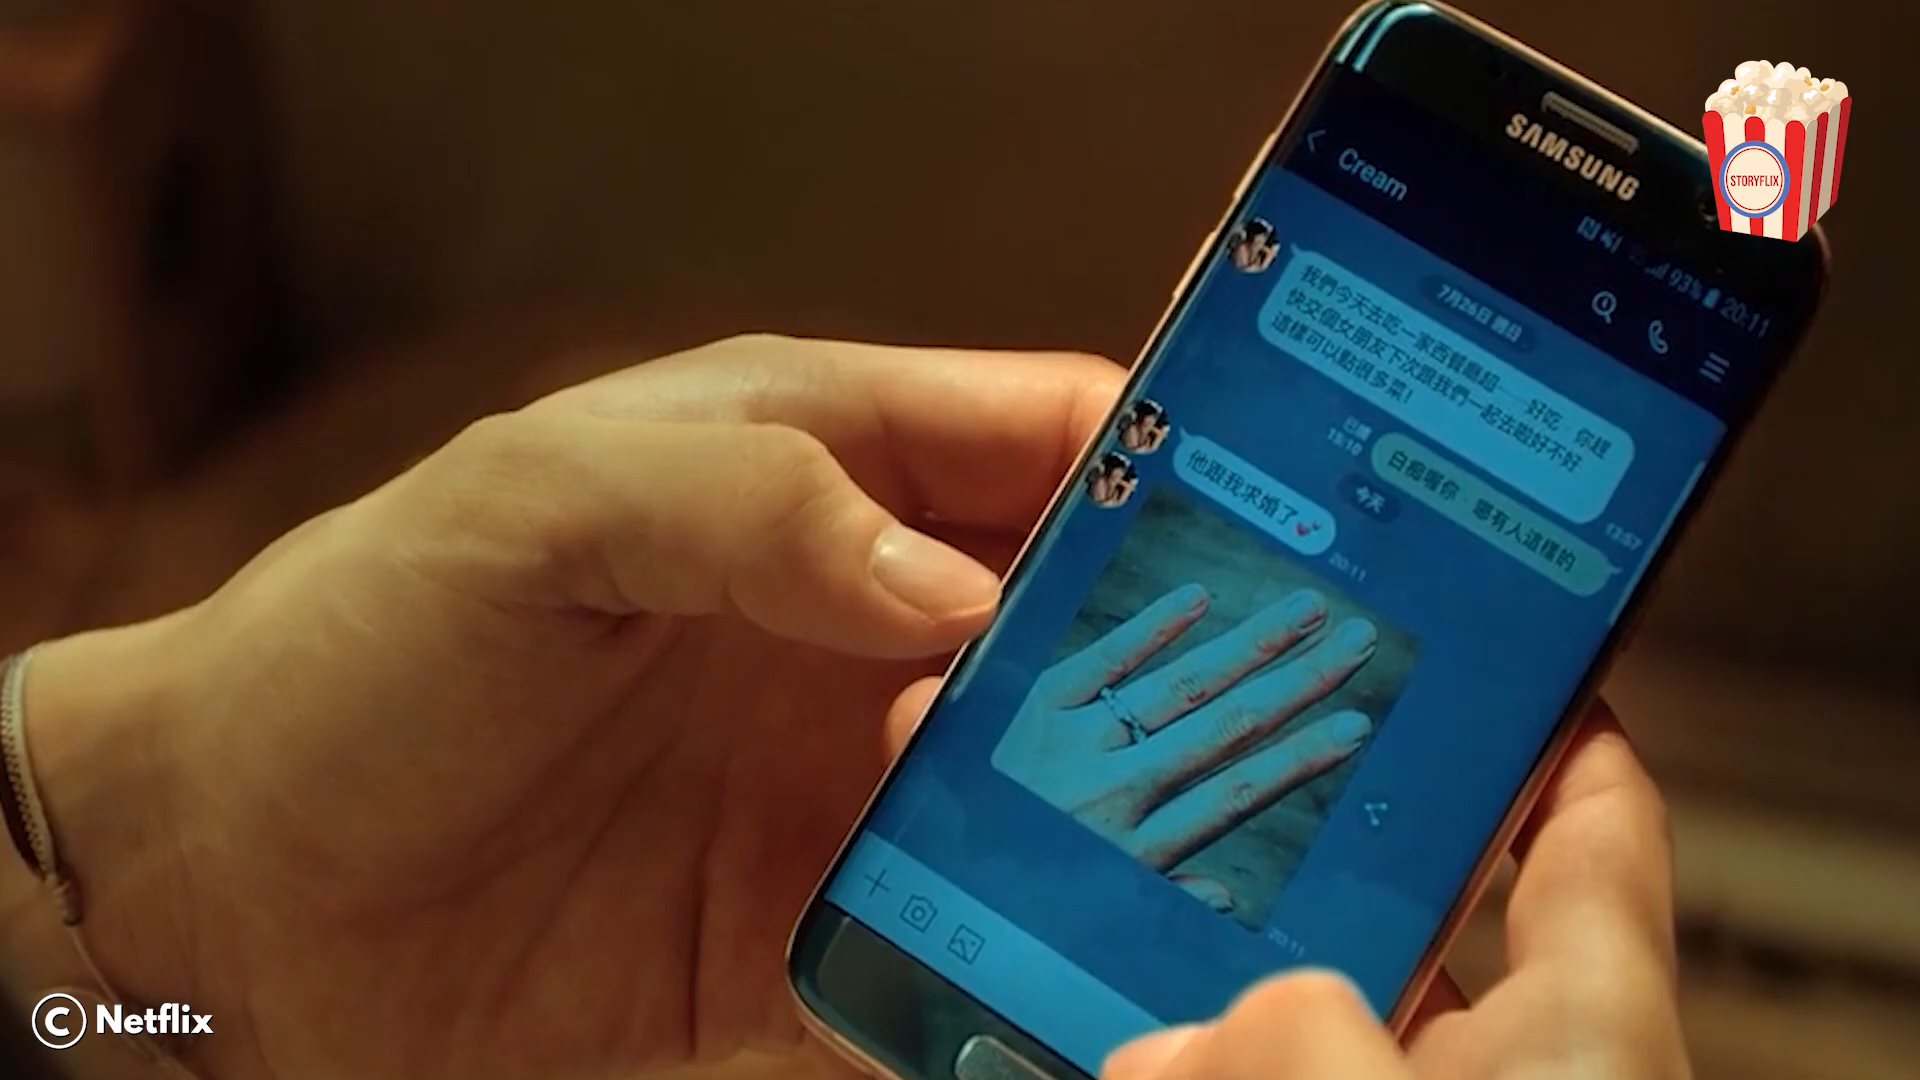 SAMSUNG
STORYFLIX
93% 20:11
Cream
7月26日 週日
我們今天去吃一家西餐廳超——好吃 你趕
快交個女朋友下次跟我們一起去啦好不好
這樣可以點很多菜!
13:57
已讀
白痴喔你,哪有人這樣的
今天
他跟我求婚了💕
20:11
20:11
C Netflix